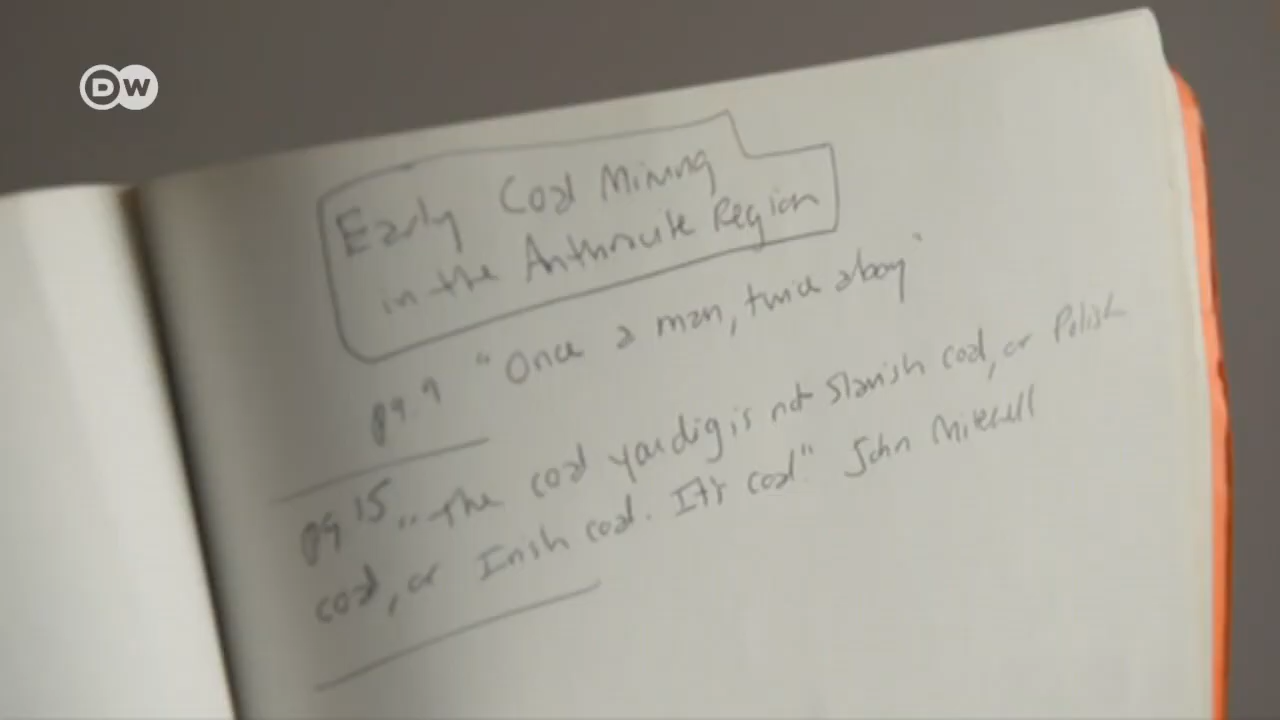 DW
Early Coal Mining
in the Anthracite Region
pg. 9 "Once a man, twice a boy"
pg 15 "The coal you dig is not Slavish coal, or Polish
coal, or Irish coal. It's coal" John Mitchell